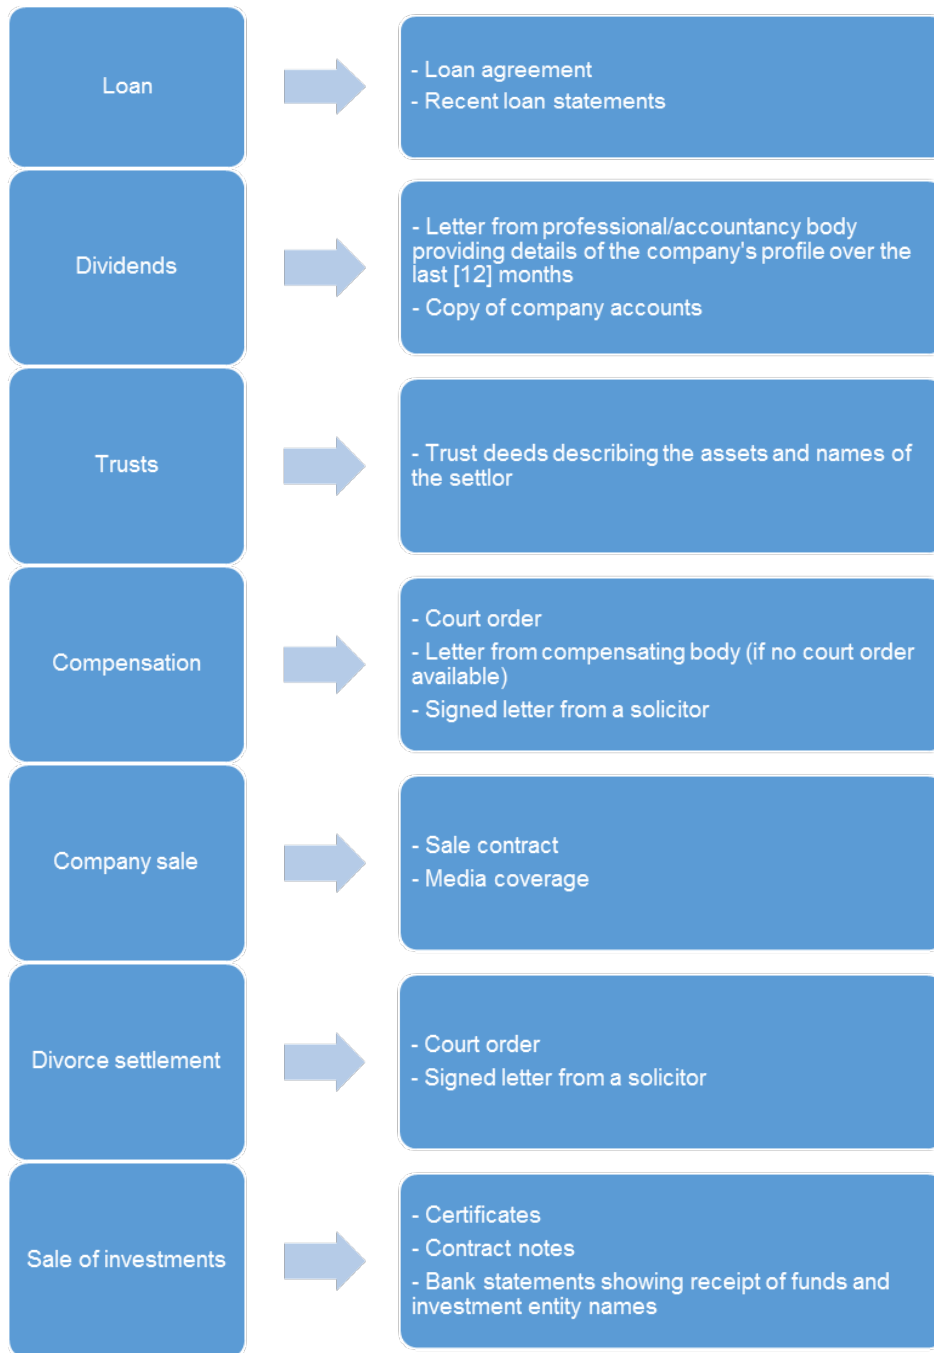 Loan
- Loan agreement
- Recent loan statements
Dividends
- Letter from professional/accountancy body
providing details of the company's profile over the
last [12] months
- Copy of company accounts
Trusts
- Trust deeds describing the assets and names of
the settlor
Compensation
- Court order
- Letter from compensating body (if no court order
available)
- Signed letter from a solicitor
Company sale
- Sale contract
- Media coverage
Divorce settlement
- Court order
- Signed letter from a solicitor
Sale of investments
- Certificates
- Contract notes
- Bank statements showing receipt of funds and
investment entity names